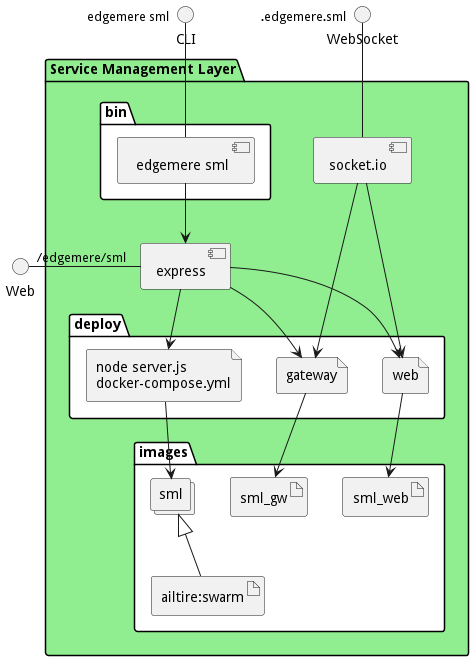 edgemere sml
.edgemere.sml
CLI
WebSocket
Service Management Layer
bin
edgemere sml
socket.io
/edgemere/sml
express
Web
deploy
node server.js
docker-compose.yml
gateway
web
images
sml
sml_gw
sml_web
ailtire:swarm